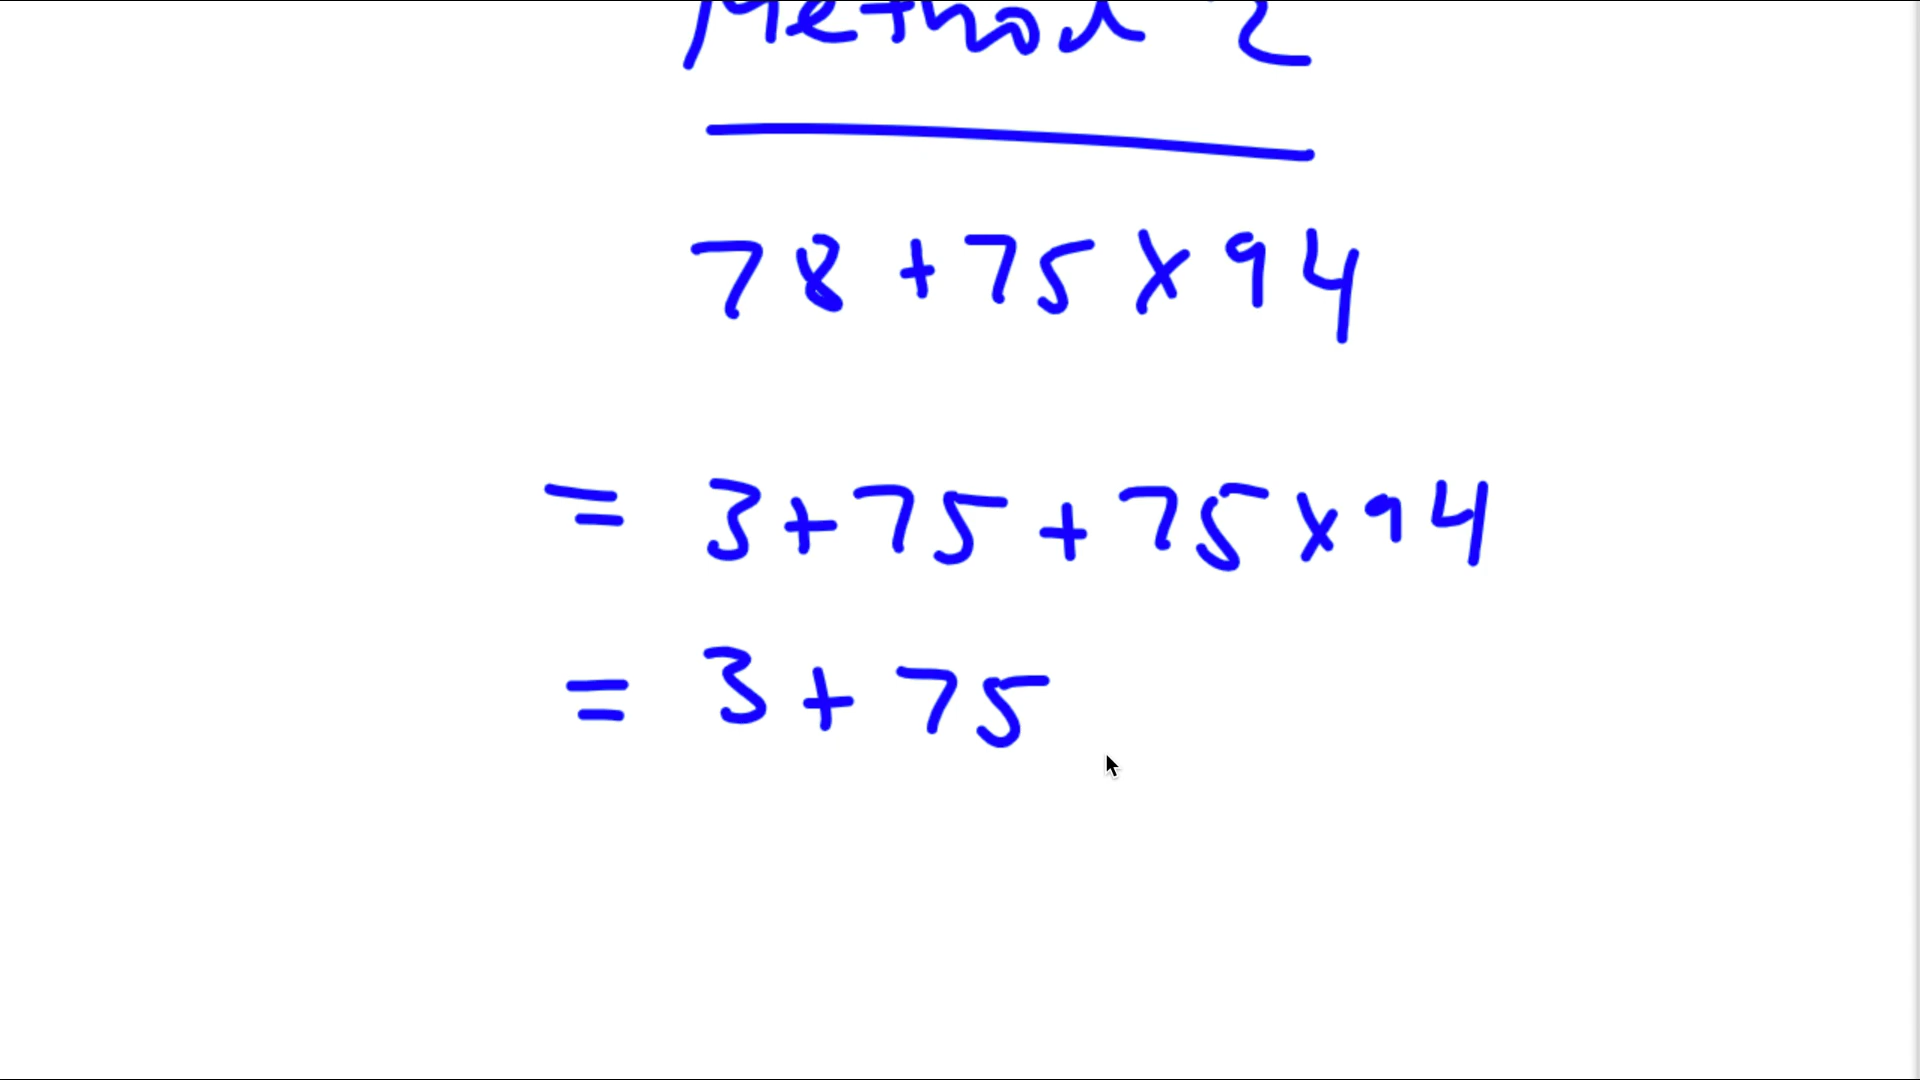 Method 2
78 + 75 × 94
= 3 + 75 + 75 × 94
= 3 + 75